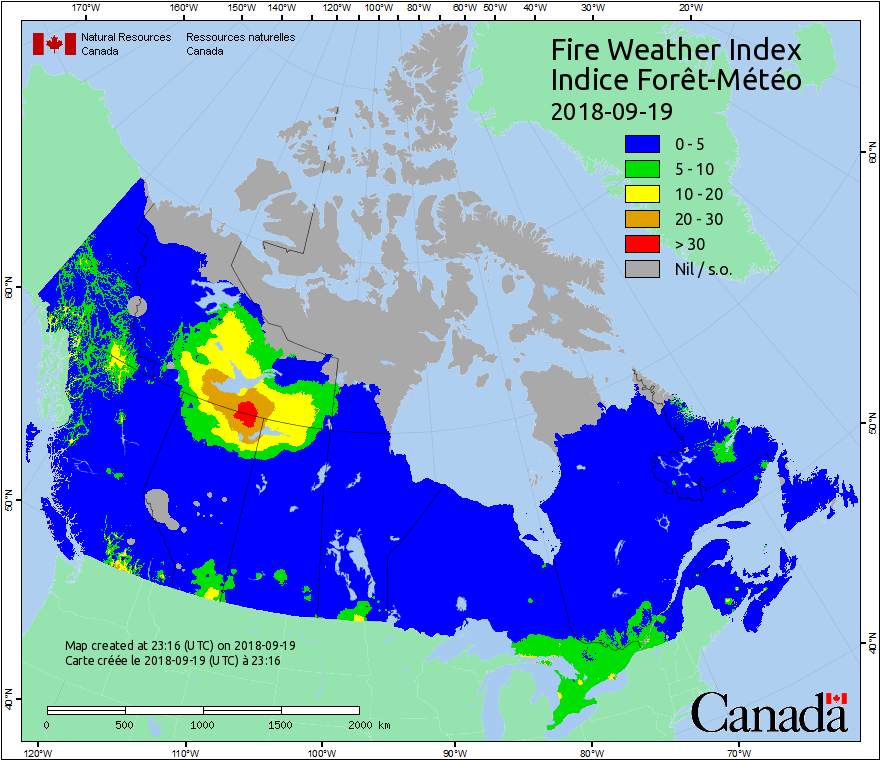 170°W 160°W 150°W 140°W 120°W 100°W 80°W 60°W 50°W 40°W 30°W 20°W
Natural Resources Ressources naturelles
Canada Canada
Fire Weather Index
Indice Forêt-Météo
2018-09-19
0 - 5
5 - 10
10 - 20
20 - 30
> 30
Nil / s.o.
60°N
60°N
50°N
50°N
40°N
40°N
Map created at 23:16 (UTC) on 2018-09-19
Carte créée le 2018-09-19 (UTC) à 23:16
0 500 1000 1500 2000 km
Canada
120°W 110°W 100°W 90°W 80°W 70°W